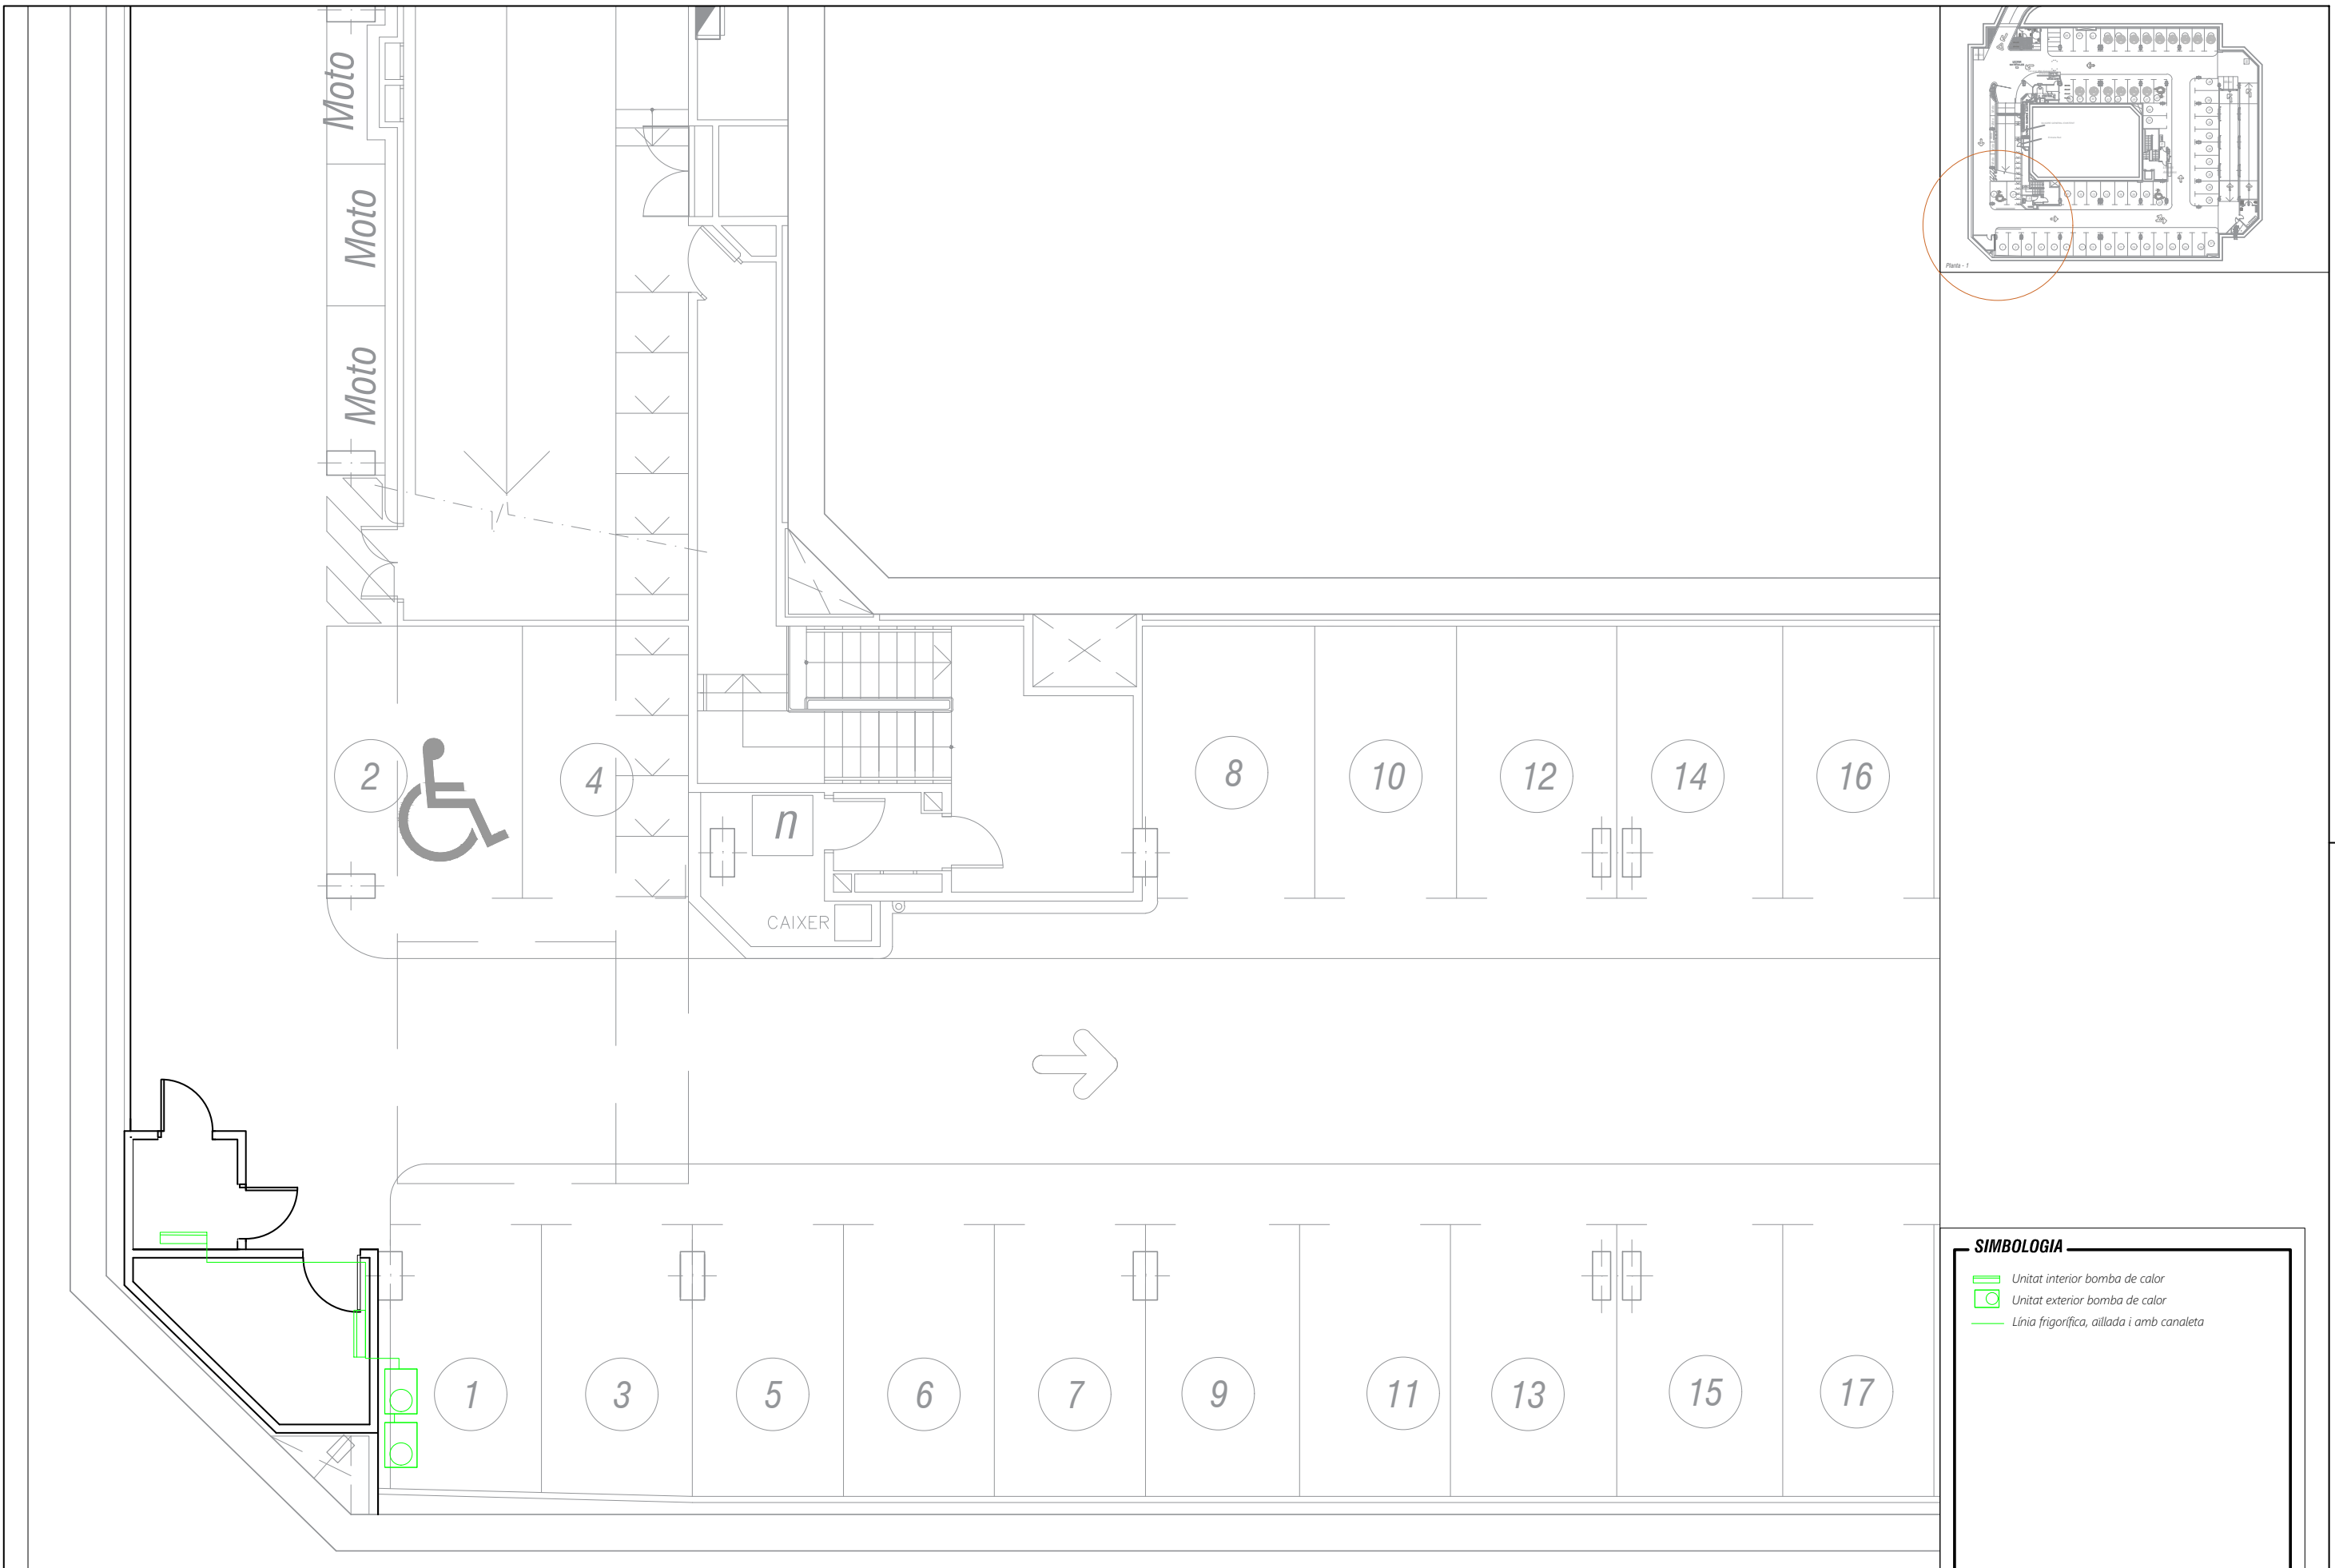 Moto
Moto
Moto
Planta - 1
2
4
8
10
12
14
16
n
CAIXER
SIMBOLOGIA
Unitat interior bomba de calor
Unitat exterior bomba de calor
Línia frigorífica, aïllada i amb canaleta
1
3
5
6
7
9
11
13
15
17